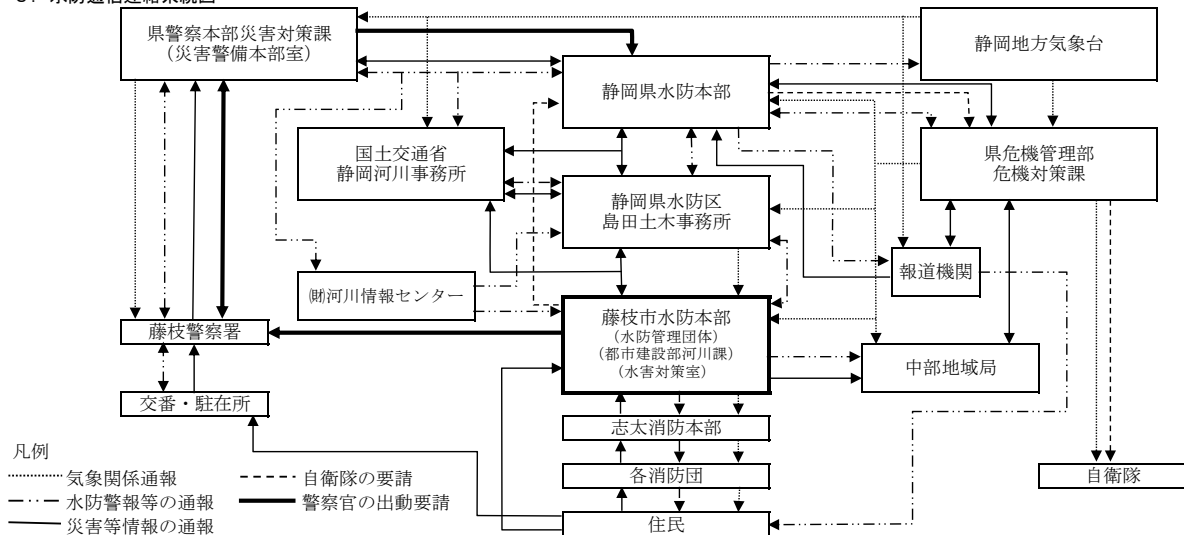 県警察本部災害対策課
（災害警備本部室）
静岡地方気象台
静岡県水防本部
国土交通省
静岡河川事務所
県危機管理部
危機対策課
静岡県水防区
島田土木事務所
報道機関
㈶河川情報センター
藤枝市水防本部
（水防管理団体）
（都市建設部河川課）
（水害対策室）
藤枝警察署
中部地域局
交番・駐在所
志太消防本部
各消防団
自衛隊
住民
凡例
気象関係通報
自衛隊の要請
水防警報等の通報
警察官の出動要請
災害等情報の通報